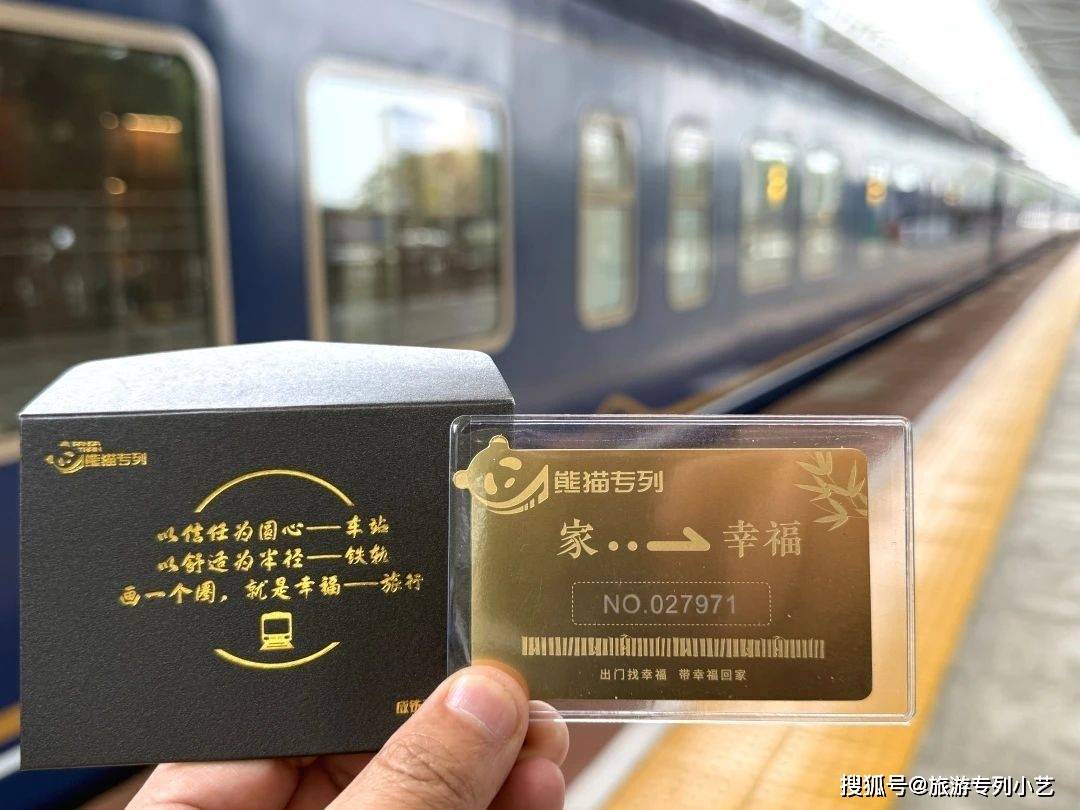 熊猫专列
以信任为圆心——车站
以舒适为半径——铁轨
画一个圈，就是幸福——旅行
熊猫专列
家··⇀幸福
NO.027971
出门找幸福 带幸福回家
搜狐号@旅游专列小艺